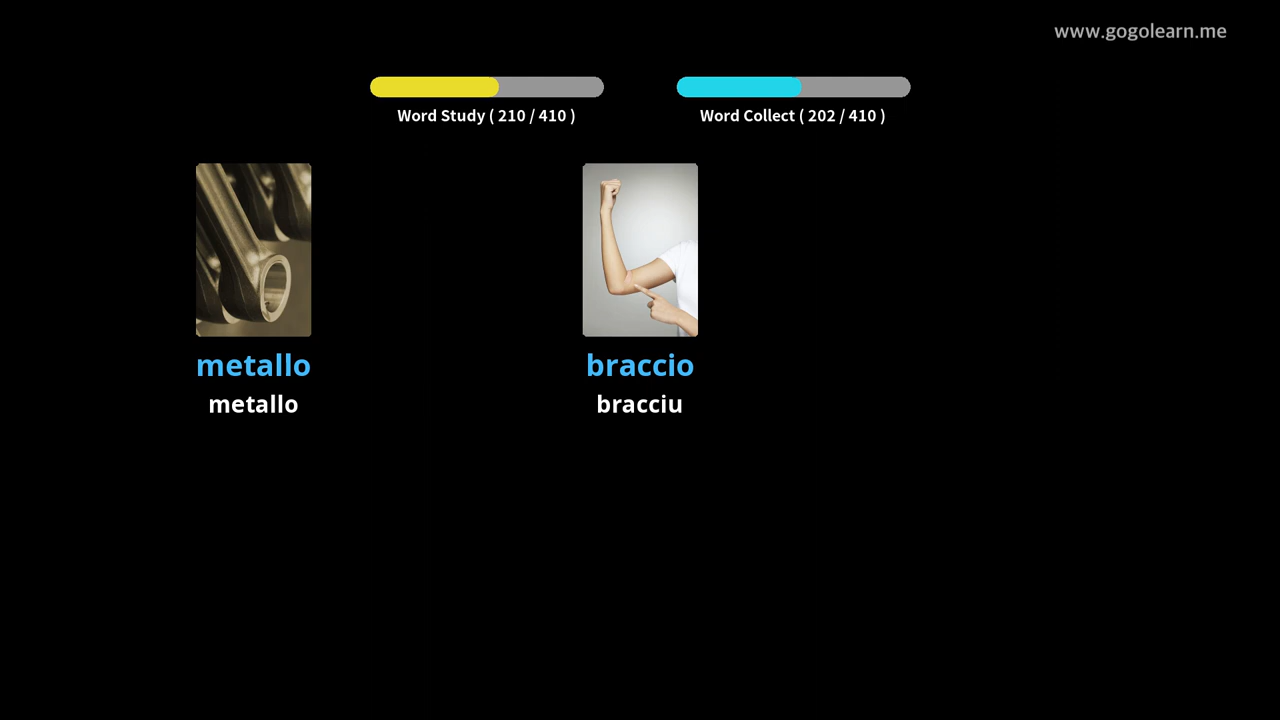 www.gogolearn.me
Word Study ( 210 / 410 )
Word Collect ( 202 / 410 )
metallo
metallo
braccio
bracciu